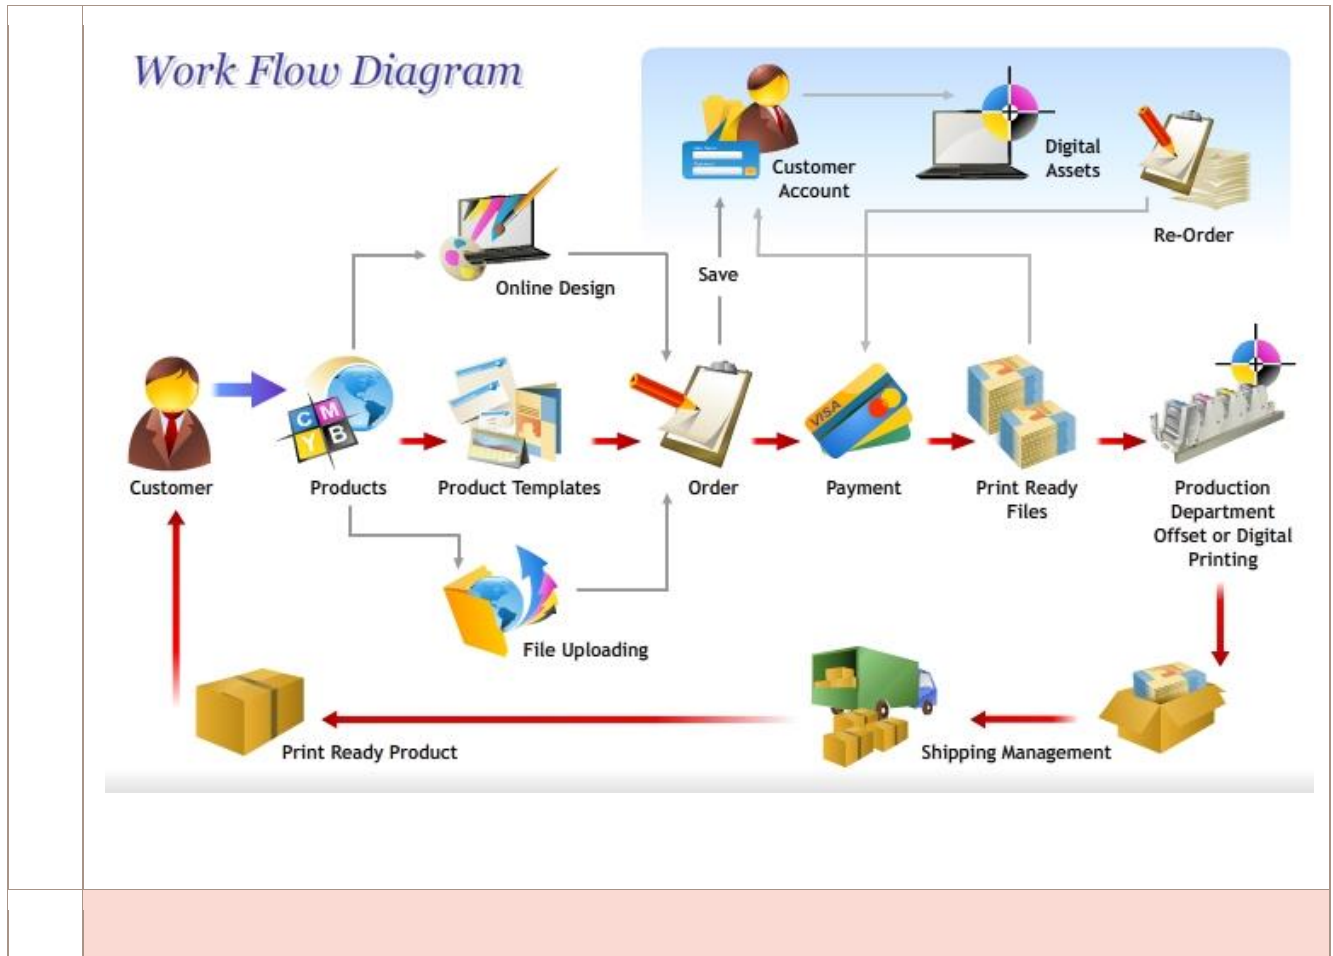 Work Flow Diagram
Customer
Account
Digital
Assets
Re-Order
Save
Online Design
C
M
Y
B
VISA
Customer
Products
Product Templates
Order
Payment
Print Ready
Files
Production
Department
Offset or Digital
Printing
File Uploading
Print Ready Product
Shipping Management